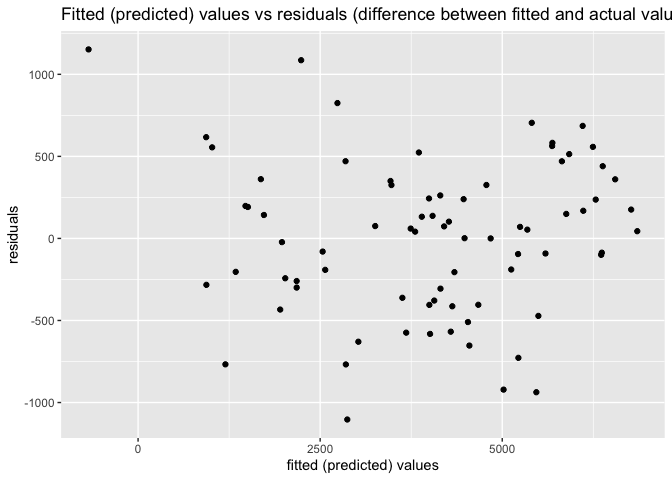 Fitted (predicted) values vs residuals (difference between fitted and actual valu
1000
500
0
-500
-1000
residuals
0 2500 5000
fitted (predicted) values